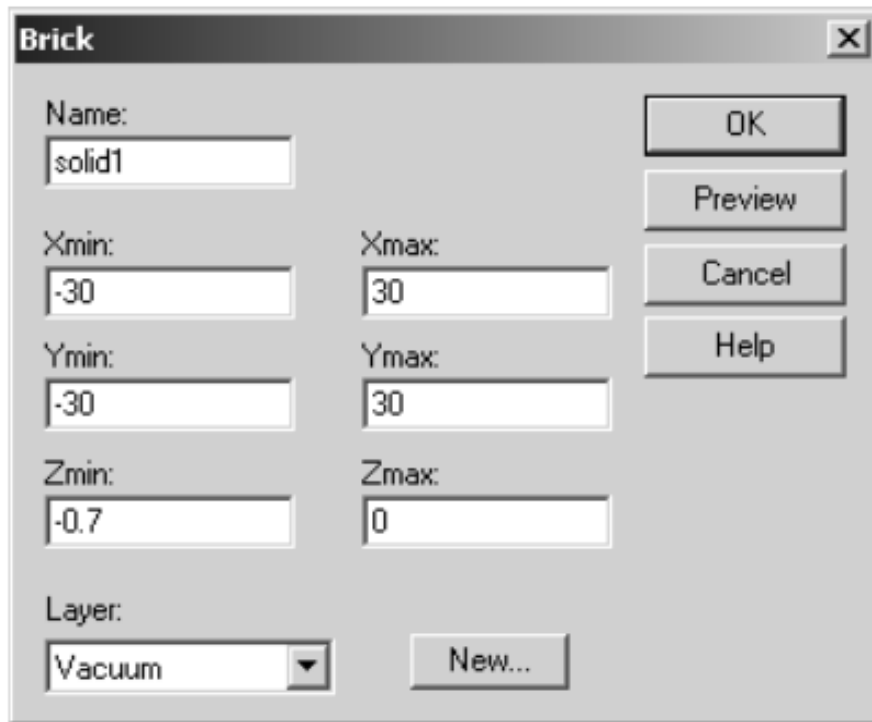 Brick
Name:
solid1
OK
Preview
Xmin:
Xmax:
-30
30
Cancel
Ymin:
Ymax:
Help
-30
30
Zmin:
Zmax:
-0.7
0
Layer:
Vacuum
New...